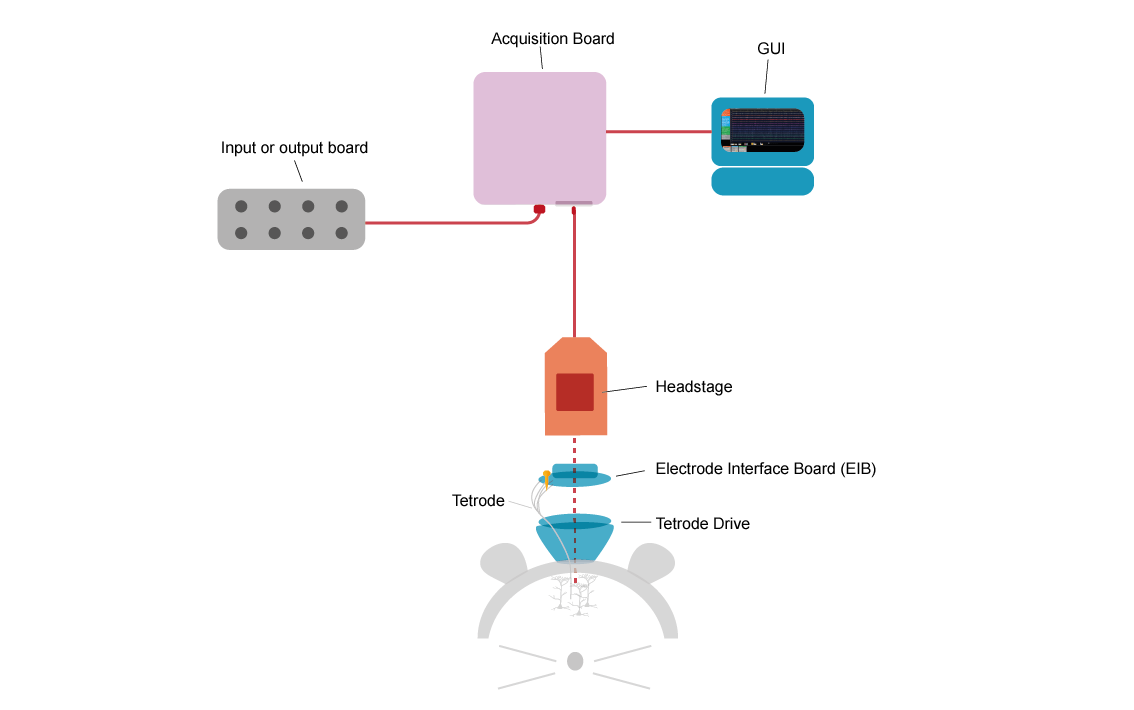 Acquisition Board
GUI
Input or output board
Headstage
Electrode Interface Board (EIB)
Tetrode
Tetrode Drive